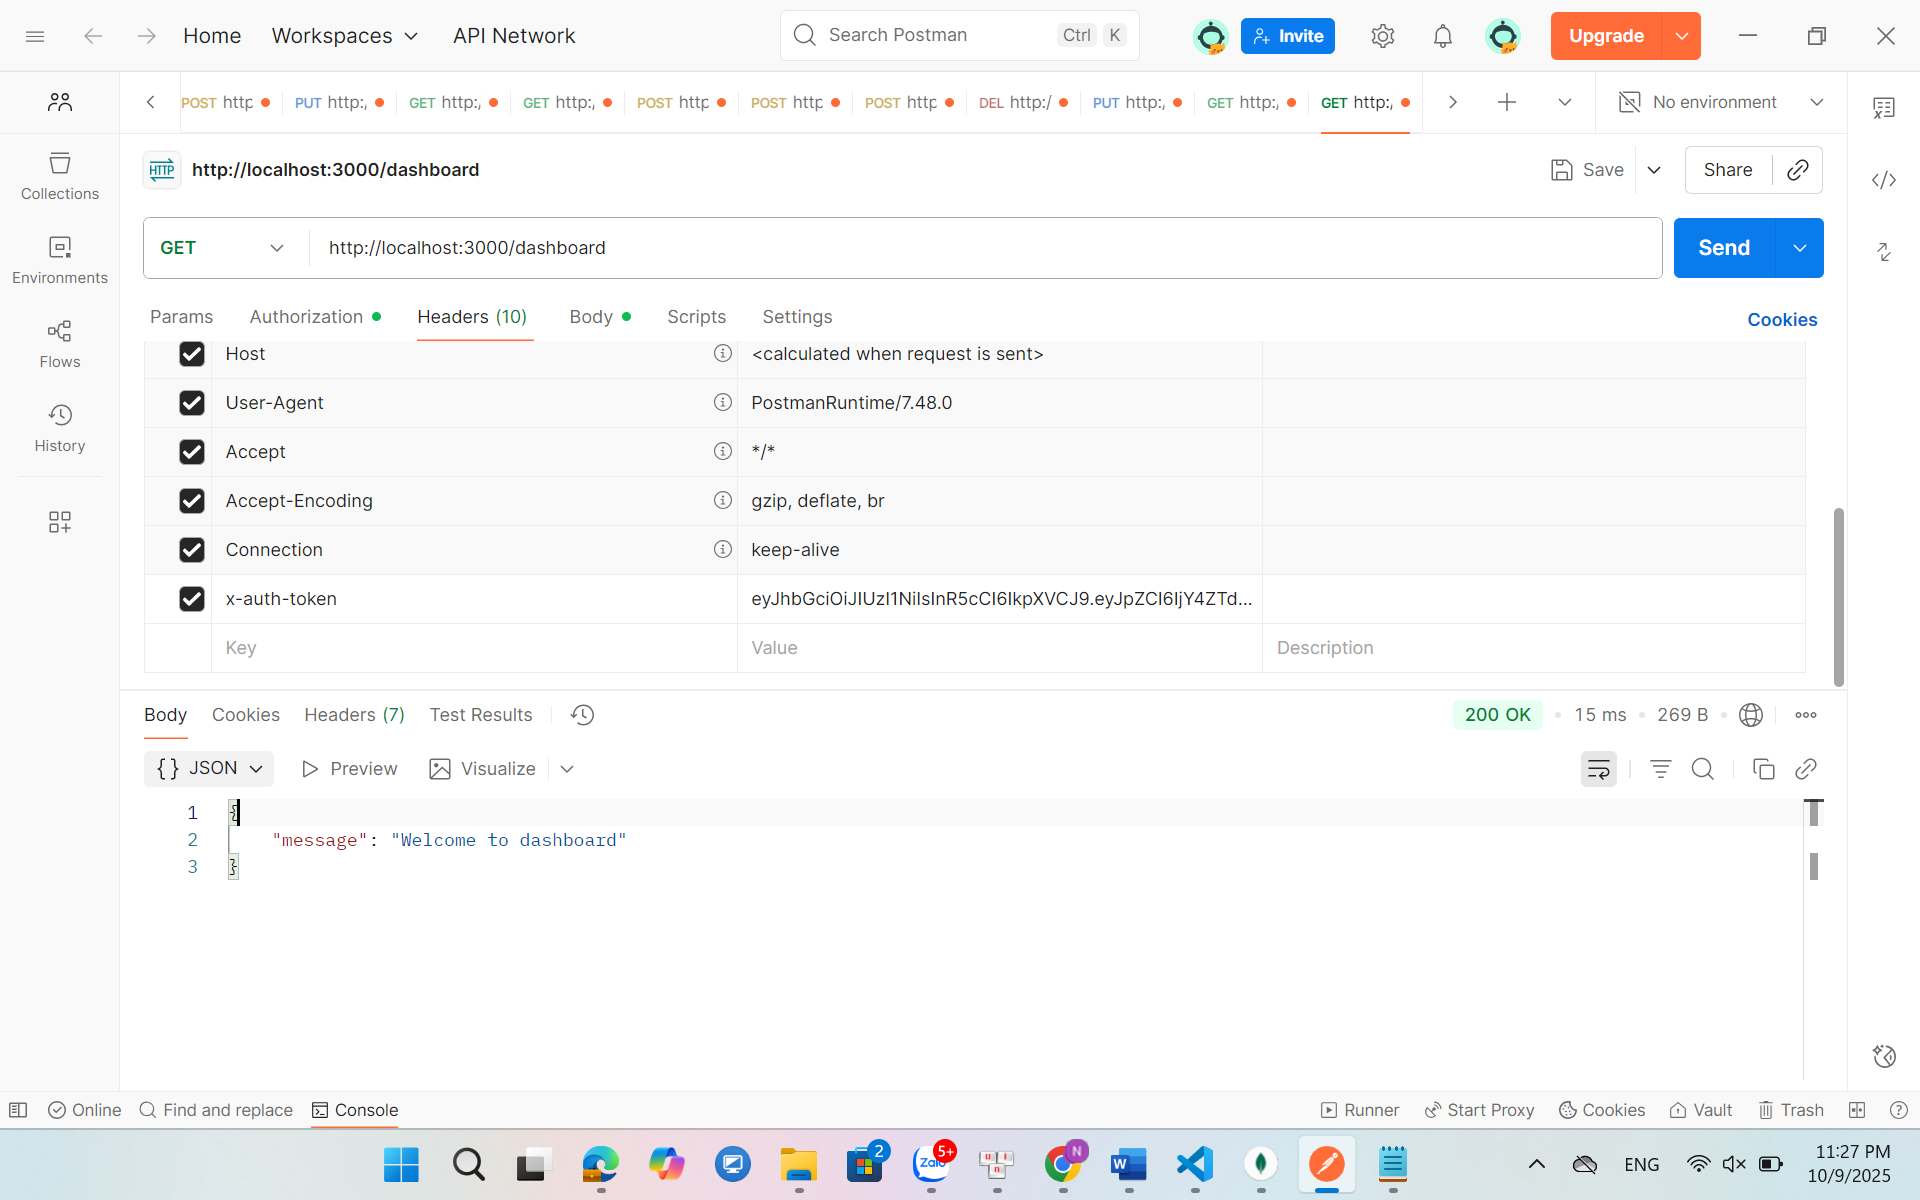 Home
Workspaces
API Network
Search Postman
Ctrl K
Invite
Upgrade
POST http
PUT http:/
GET http:/
GET http:/
POST http
POST http
POST http
DEL http:/
PUT http:/
GET http:/
GET http:/
No environment
Collections
Environments
Flows
History
HTTP
http://localhost:3000/dashboard
Save
Share
GET
http://localhost:3000/dashboard
Send
Params
Authorization
Headers (10)
Body
Scripts
Settings
Cookies
Host
<calculated when request is sent>
User-Agent
PostmanRuntime/7.48.0
Accept
*/*
Accept-Encoding
gzip, deflate, br
Connection
keep-alive
x-auth-token
eyJhbGciOiJIUzI1NiIsInR5cCI6IkpXVCJ9.eyJpZCI6IjY4ZTd...
Key
Value
Description
Body
Cookies
Headers (7)
Test Results
200 OK
15 ms
269 B
{} JSON
Preview
Visualize
1 {
2 "message": "Welcome to dashboard"
3 }
Online
Find and replace
Console
Runner
Start Proxy
Cookies
Vault
Trash
2
Zalo
5+
N
ENG
11:27 PM
10/9/2025